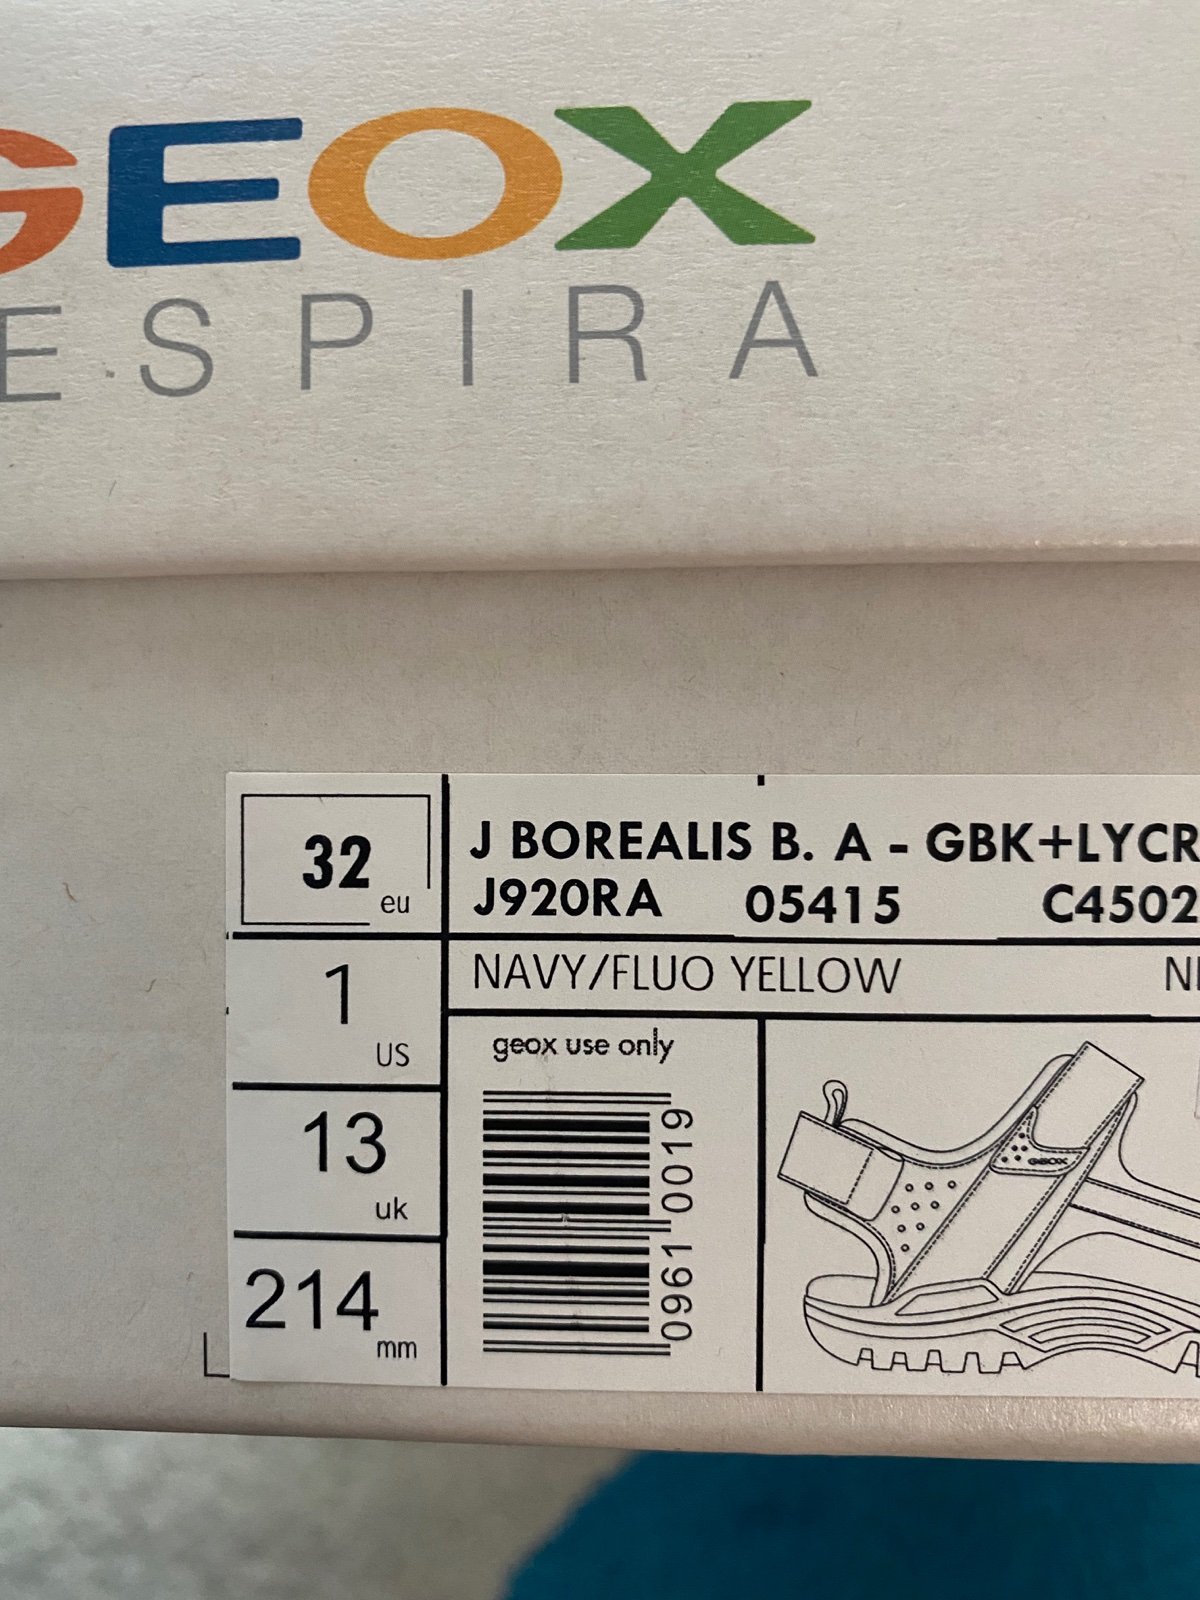 GEOX
ESPIRA
32 eu
J BOREALIS B. A - GBK+LYCR
J920RA 05415 C4502
1 US
NAVY/FLUO YELLOW
13 uk
214 mm
geox use only
0961 0019
GEOX